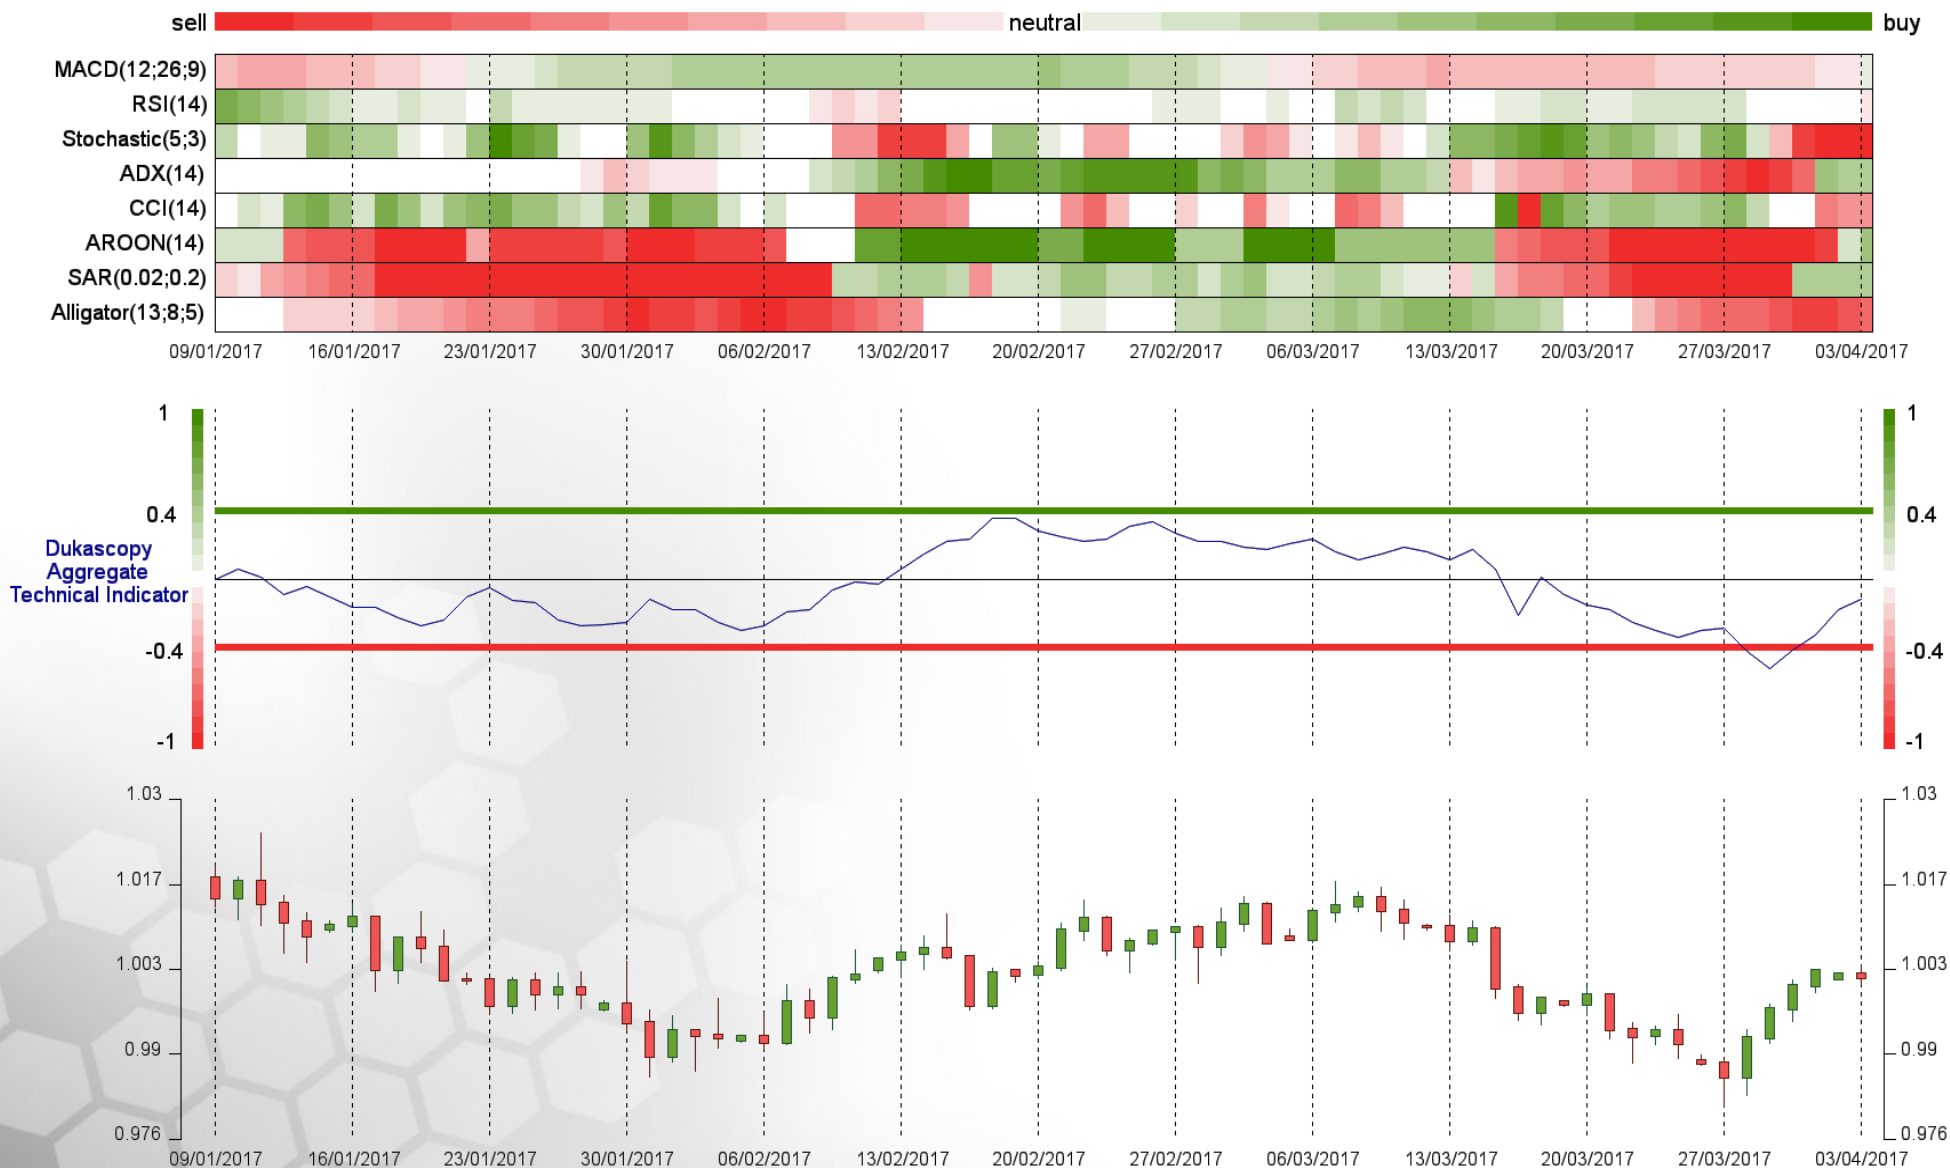 sell neutral buy
MACD(12;26;9)
RSI(14)
Stochastic(5;3)
ADX(14)
CCI(14)
AROON(14)
SAR(0.02;0.2)
Alligator(13;8;5)
09/01/2017 16/01/2017 23/01/2017 30/01/2017 06/02/2017 13/02/2017 20/02/2017 27/02/2017 06/03/2017 13/03/2017 20/03/2017 27/03/2017 03/04/2017
1 1
0.4 0.4
Dukascopy
Aggregate
Technical Indicator
-0.4 -0.4
-1 -1
1.03 1.03
1.017 1.017
1.003 1.003
0.99 0.99
0.976 0.976
09/01/2017 16/01/2017 23/01/2017 30/01/2017 06/02/2017 13/02/2017 20/02/2017 27/02/2017 06/03/2017 13/03/2017 20/03/2017 27/03/2017 03/04/2017